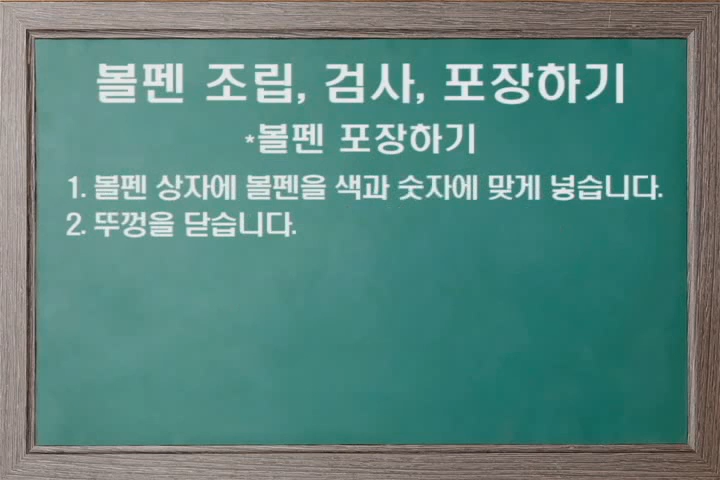 볼펜 조립, 검사, 포장하기
*볼펜 포장하기
1. 볼펜 상자에 볼펜을 색과 숫자에 맞게 넣습니다.
2. 뚜껑을 닫습니다.